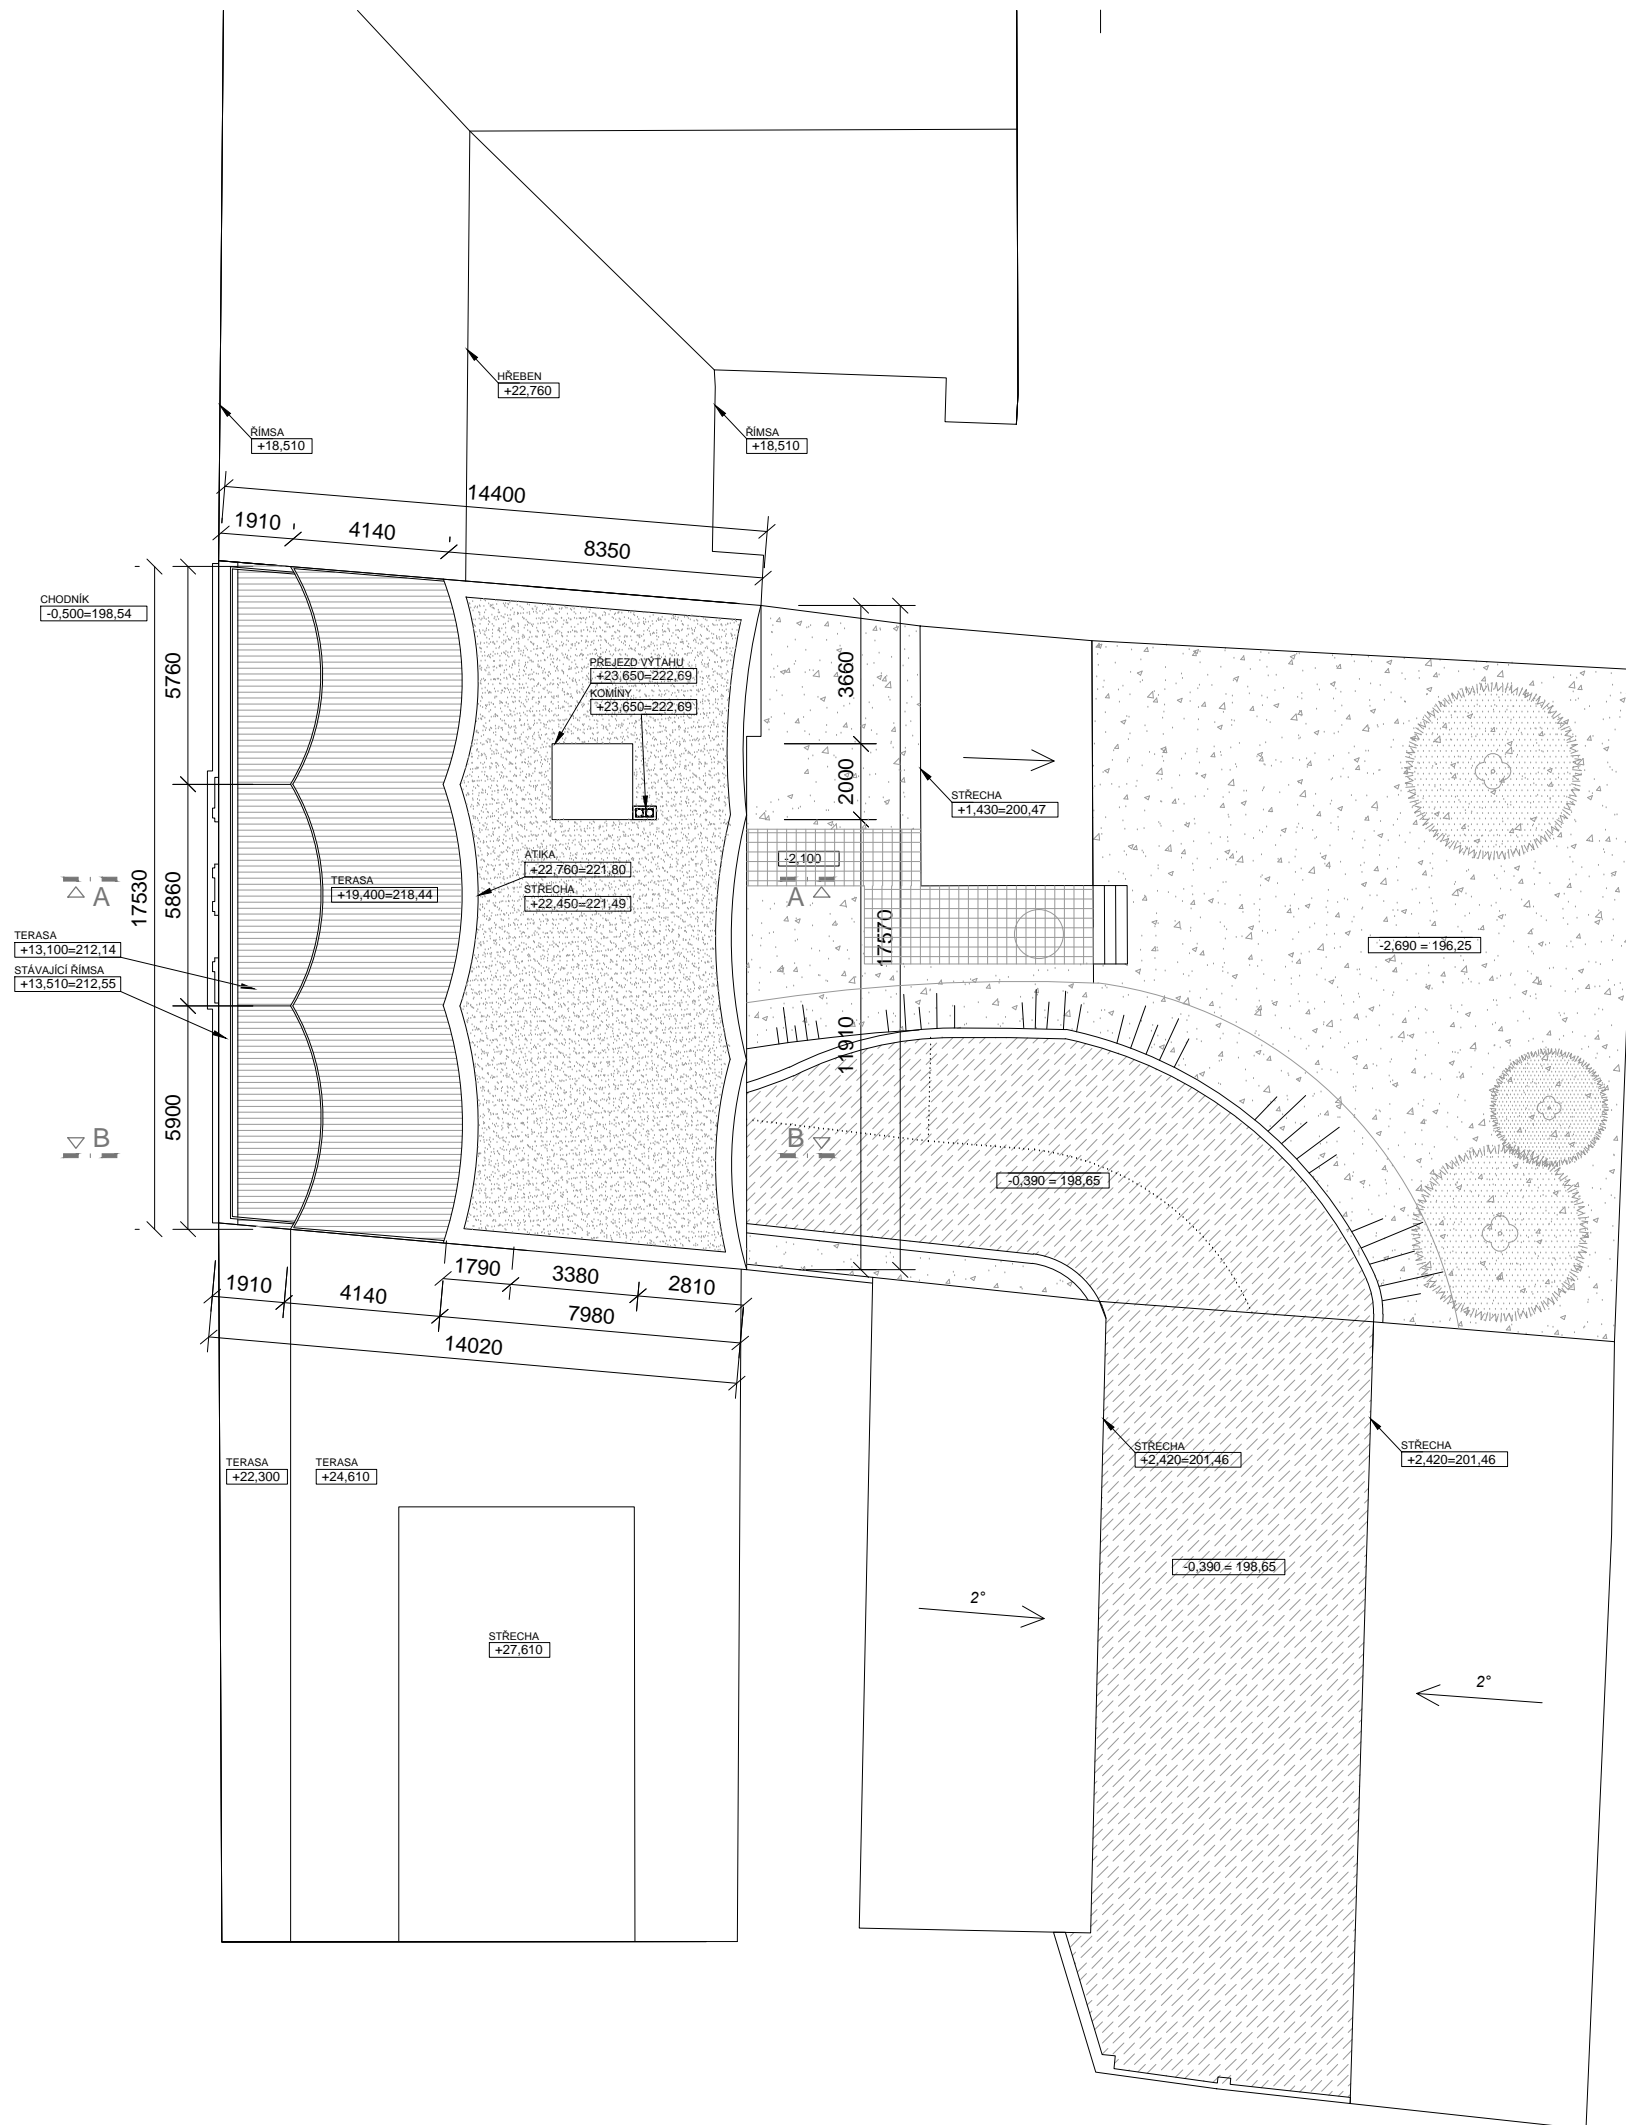 HŘEBEN
+22,760
ŘÍMSA
+18,510
ŘÍMSA
+18,510
14400
1910
4140
8350
CHODNÍK
-0,500=198,54
5760
3660
PŘEJEZD VÝTAHU
+23,650=222,69
KOMÍNY
+23,650=222,69
2000
STŘECHA
+1,430=200,47
-2,100
ATIKA
+22,760=221,80
STŘECHA
+22,450=221,49
TERASA
+19,400=218,44
A
A
17530
5860
17570
TERASA
+13,100=212,14
STÁVAJÍCÍ ŘÍMSA
+13,510=212,55
-2,690 = 196,25
11910
5900
B
B
-0,390 = 198,65
1910
4140
1790
3380
2810
7980
14020
TERASA
+22,300
TERASA
+24,610
STŘECHA
+2,420=201,46
STŘECHA
+2,420=201,46
-0,390 = 198,65
2°
STŘECHA
+27,610
2°